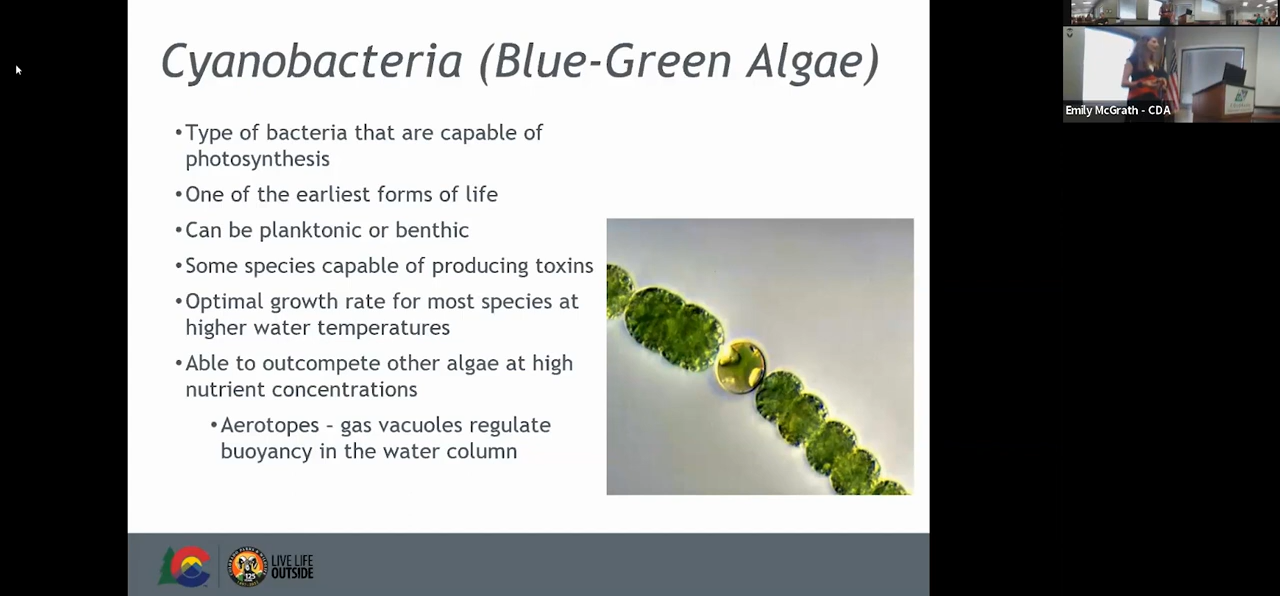 Cyanobacteria (Blue-Green Algae)
•Type of bacteria that are capable of
photosynthesis
•One of the earliest forms of life
•Can be planktonic or benthic
•Some species capable of producing toxins
•Optimal growth rate for most species at
higher water temperatures
•Able to outcompete other algae at high
nutrient concentrations
•Aerotopes – gas vacuoles regulate
buoyancy in the water column
Emily McGrath - CDA
125
LIVE LIFE
OUTSIDE